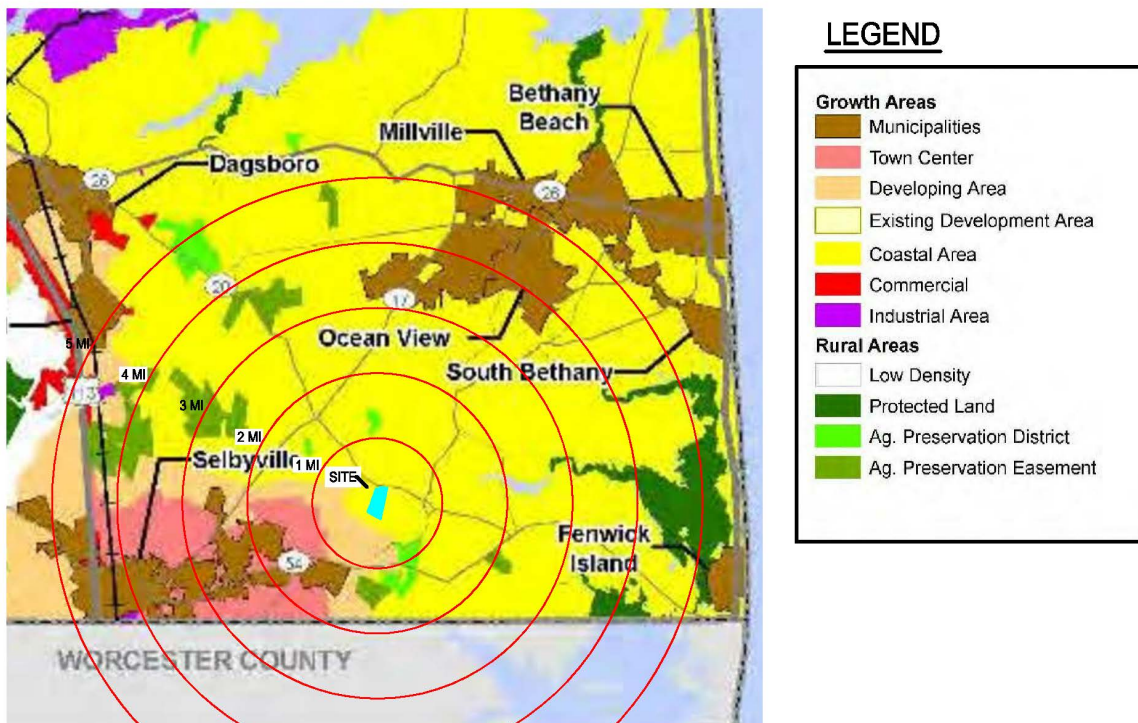 LEGEND
Growth Areas
Municipalities
Town Center
Developing Area
Existing Development Area
Coastal Area
Commercial
Industrial Area
Rural Areas
Low Density
Protected Land
Ag. Preservation District
Ag. Preservation Easement
Bethany
Beach
Millville
Dagsboro
26
26
20
17
Ocean View
South Bethany
5 MI
4 MI
113
3 MI
2 MI
Selbyville
1 MI
SITE
Fenwick
Island
54
WORCESTER COUNTY